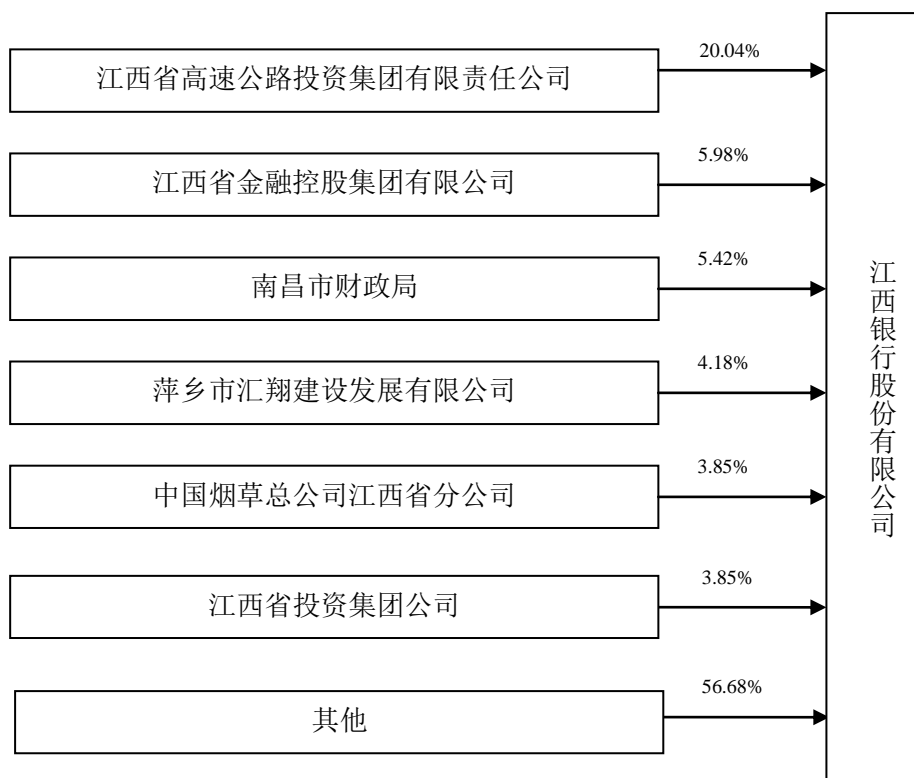 20.04%
江西省高速公路投资集团有限责任公司
5.98%
江西省金融控股集团有限公司
5.42%
南昌市财政局
4.18%
萍乡市汇翔建设发展有限公司
3.85%
中国烟草总公司江西省分公司
3.85%
江西省投资集团公司
56.68%
其他
江西银行股份有限公司